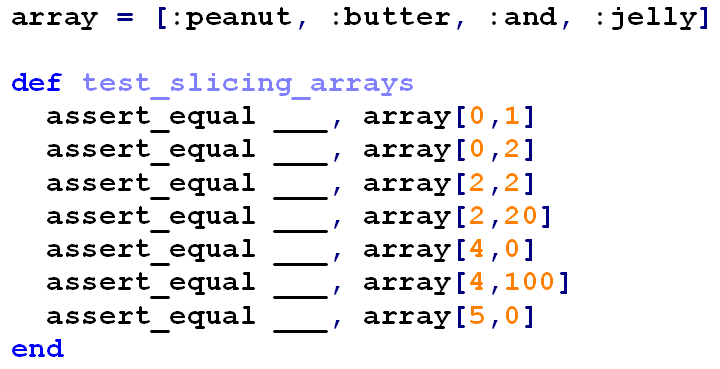 array = [:peanut, :butter, :and, :jelly]
def test_slicing_arrays
assert_equal ___, array[0,1]
assert_equal ___, array[0,2]
assert_equal ___, array[2,2]
assert_equal ___, array[2,20]
assert_equal ___, array[4,0]
assert_equal ___, array[4,100]
assert_equal ___, array[5,0]
end